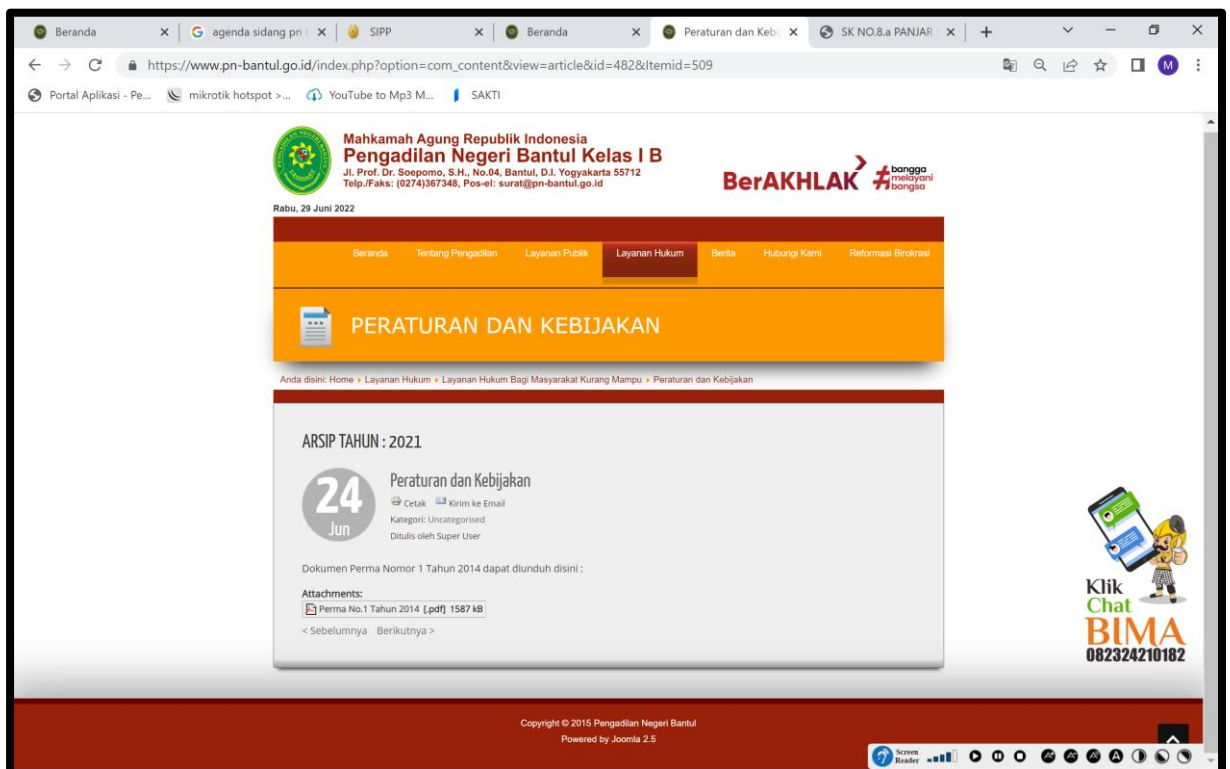 Beranda
agenda sidang pn
SIPP
Beranda
Peraturan dan Kebij
SK NO.8.a PANJAR
https://www.pn-bantul.go.id/index.php?option=com_content&view=article&id=482&Itemid=509
M
Portal Aplikasi - Pe...
mikrotik hotspot >...
YouTube to Mp3 M...
SAKTI
Mahkamah Agung Republik Indonesia
Pengadilan Negeri Bantul Kelas I B
Jl. Prof. Dr. Soepomo, S.H., No.04, Bantul, D.I. Yogyakarta 55712
Telp./Faks: (0274)367348, Pos-el: surat@pn-bantul.go.id
BerAKHLAK
# bangga
melayani
bangsa
Rabu, 29 Juni 2022
Beranda Tentang Pengadilan Layanan Publik Layanan Hukum Berita Hubungi Kami Reformasi Birokrasi
PERATURAN DAN KEBIJAKAN
Anda disini: Home Layanan Hukum Layanan Hukum Bagi Masyarakat Kurang Mampu Peraturan dan Kebijakan
ARSIP TAHUN : 2021
24
Jun
Peraturan dan Kebijakan
Cetak Kirim ke Email
Kategori: Uncategorised
Ditulis oleh Super User
Dokumen Perma Nomor 1 Tahun 2014 dapat diunduh disini :
Attachments:
Perma No.1 Tahun 2014 [.pdf] 1587 kB
< Sebelumnya Berikutnya >
Klik
Chat
BIMA
082324210182
Copyright © 2015 Pengadilan Negeri Bantul
Powered by Joomla 2.5
Screen
Reader